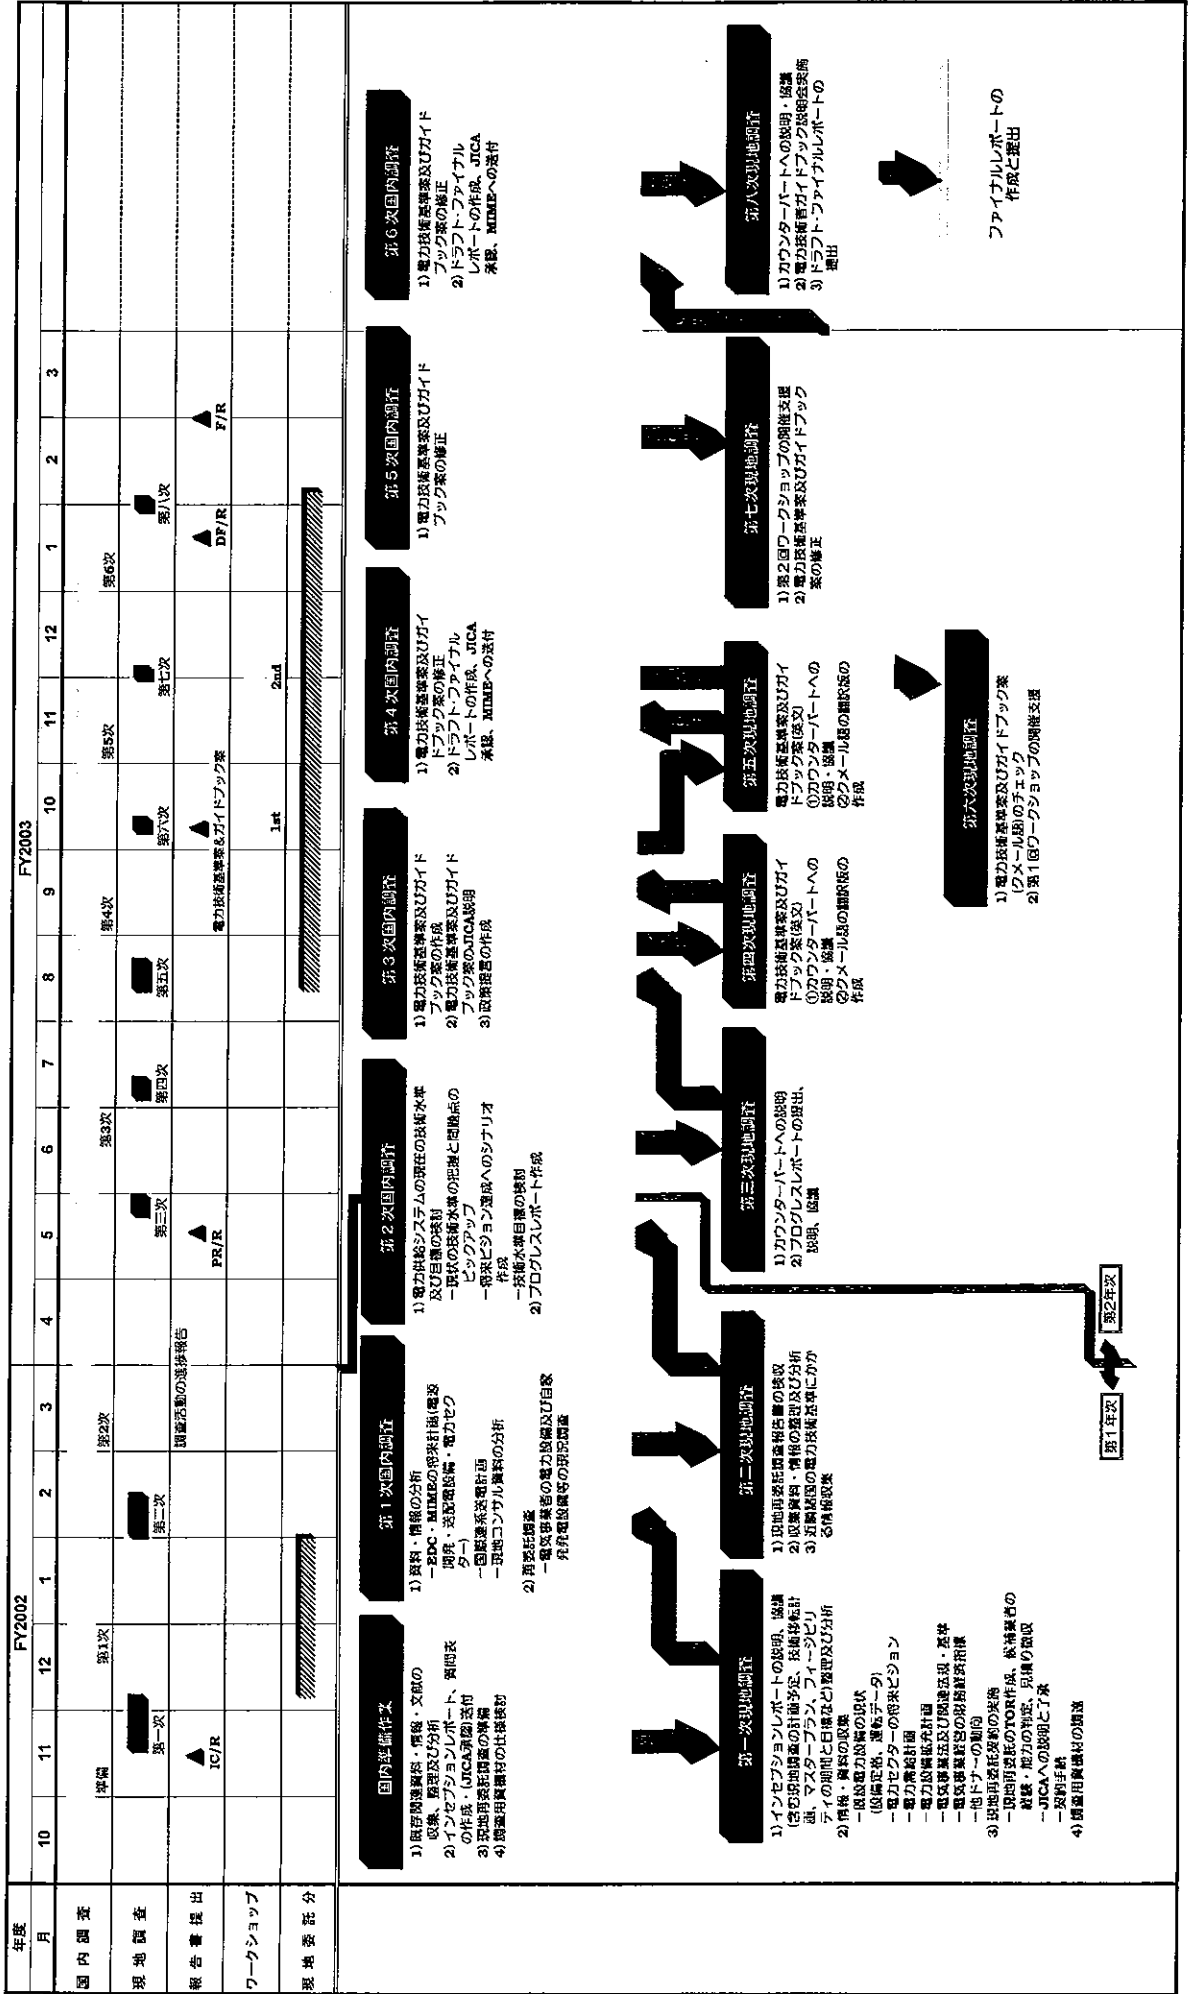 年度
FY2002
FY2003
月
10
11
12
1
2
3
4
5
6
7
8
9
10
11
12
1
2
3
国内調査
準備
第1次
第2次
第3次
第4次
第5次
第6次
現地調査
第一次
第二次
第三次
第四次
第五次
第六次
第七次
第八次
報告書提出
IC/R
調査活動の進捗報告
PR/R
電力技術基準案&ガイドブック案
DF/R
F/R
ワークショップ
1st
2nd
現地委託分
国内準備作業
1) 既存関連資料・情報・文献の
収集、整理及び分析
2) インセプションレポート、質問表
の作成・(JICA承認)送付
3) 現地再委託調査の準備
4) 調査用資機材の仕様検討
第1次国内調査
1) 資料・情報の分析
－EDC・MIMEの将来計画(電源
開発・送配電設備・電力セク
ター)
－国際連系送電計画
－現地コンサル資料の分析
2) 再委託調査
－電気事業者の電力設備及び自家
発発電設備等の現況調査
第2次国内調査
1) 電力供給システムの現在の技術水準
及び目標の検討
－現状の技術水準の把握と問題点の
ピックアップ
－将来ビジョン達成へのシナリオ
作成
－技術水準目標の検討
2) プログレスレポート作成
第3次国内調査
1) 電力技術基準案及びガイド
ブック案の作成
2) 電力技術基準案及びガイド
ブック案のJICA説明
3) 政策提言の作成
第4次国内調査
1) 電力技術基準案及びガイ
ドブック案の修正
2) ドラフト・ファイナル
レポートの作成、JICA
承認、MIMEへの送付
第5次国内調査
1) 電力技術基準案及びガイド
ブック案の修正
第6次国内調査
1) 電力技術基準案及びガイド
ブック案の修正
2) ドラフト・ファイナル
レポートの作成、JICA
承認、MIMEへの送付
第一次現地調査
1) インセプションレポートの説明、協議
(含む現地調査の計画予定、技術移転計
画、マスタープラン、フィージビリ
ティの期間と目標など)整理及び分析
2) 情報・資料の収集
－既設電力設備の現状
(設備定格、運転データ)
－電力セクターの将来ビジョン
－電力需給計画
－電力設備拡充計画
－電気事業法及び関連法規・基準
－電気事業経営の財務経済指標
－他ドナーの動向
3) 現地再委託契約の実施
－現地再委託のTOR作成、候補業者の
経験・能力の判定、見積り徴収
－JICAへの説明と了承
－契約手続
4) 調査用資機材の調達
第二次現地調査
1) 現地再委託調査報告書の検収
2) 収集資料・情報の整理及び分析
3) 近隣諸国の電力技術基準にかか
る情報収集
第1年次
第2年次
第三次現地調査
1) カウンターパートへの説明
2) プログレスレポートの提出、
説明、協議
第四次現地調査
電力技術基準案及びガイ
ドブック案(英文)
①カウンターパートへの
説明・協議
②クメール語の翻訳版の
作成
第五次現地調査
電力技術基準案及びガイ
ドブック案(英文)
①カウンターパートへの
説明・協議
②クメール語の翻訳版の
作成
第六次現地調査
1) 電力技術基準案及びガイドブック案
(クメール語)のチェック
2) 第1回ワークショップの開催支援
第七次現地調査
1) 第2回ワークショップの開催支援
2) 電力技術基準案及びガイドブック
案の修正
第八次現地調査
1) カウンターパートへの説明・協議
2) 電力技術者ガイドブック説明会実施
3) ドラフト・ファイナルレポートの
提出
ファイナルレポートの
作成と提出